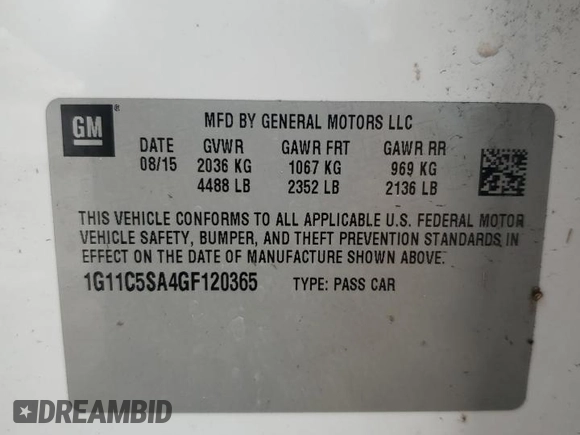 GM ®
MFD BY GENERAL MOTORS LLC
DATE GVWR GAWR FRT GAWR RR
08/15 2036 KG 1067 KG 969 KG
4488 LB 2352 LB 2136 LB
THIS VEHICLE CONFORMS TO ALL APPLICABLE U.S. FEDERAL MOTOR
VEHICLE SAFETY, BUMPER, AND THEFT PREVENTION STANDARDS IN
EFFECT ON THE DATE OF MANUFACTURE SHOWN ABOVE.
1G11C5SA4GF120365 TYPE: PASS CAR
DREAMBID